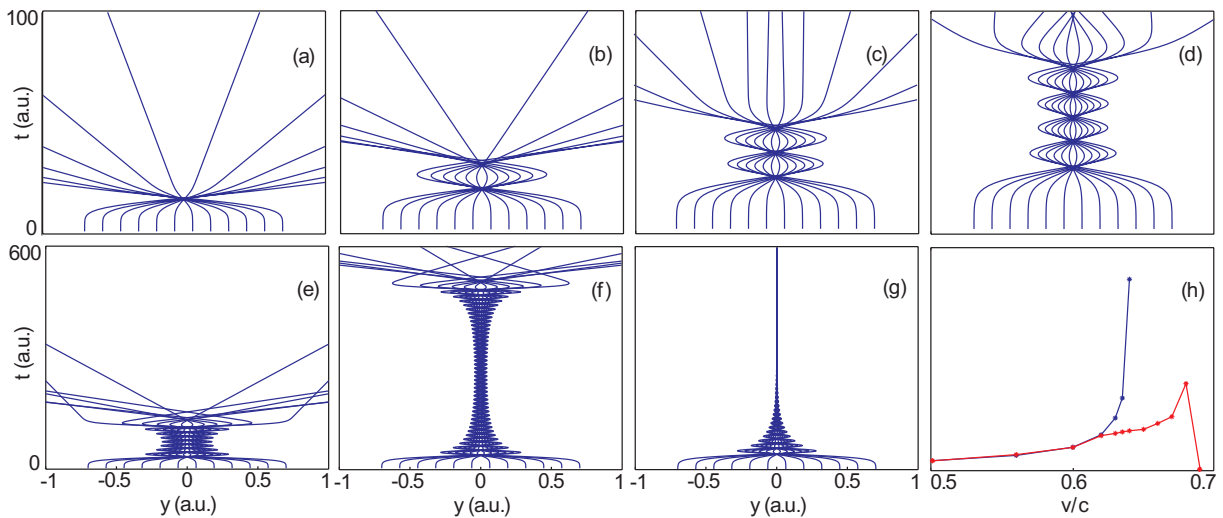 100
t (a.u.)
0
(a)
(b)
(c)
(d)
600
t (a.u.)
0
(e)
(f)
(g)
(h)
-1 -0.5 0 0.5 1
y (a.u.)
-1 -0.5 0 0.5 1
y (a.u.)
-1 -0.5 0 0.5 1
y (a.u.)
0.5 0.6 0.7
v/c